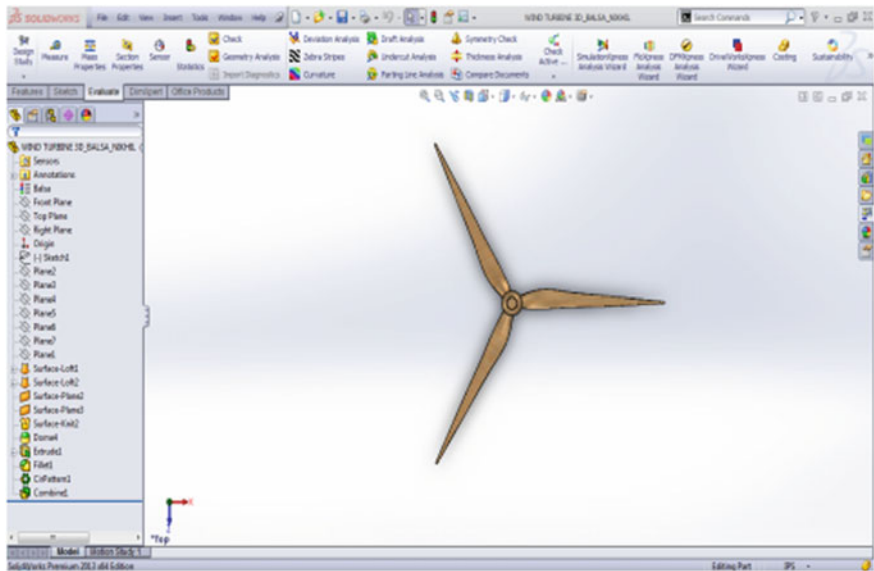 SOLIDWORKS File Edit View Insert Tools Window Help WIND TURBINE 3D_BALSA_NIKHIL Search Commands
Design Study
Measure
Mass Properties
Section Properties
Sensor
Statistics
Check
Geometry Analysis
Import Diagnostics
Deviation Analysis
Zebra Stripes
Curvature
Draft Analysis
Undercut Analysis
Parting Line Analysis
Symmetry Check
Thickness Analysis
Compare Documents
Check Active ...
SimulationXpress Analysis Wizard
FloXpress Analysis Wizard
DFMXpress Analysis Wizard
DriveWorksXpress Wizard
Costing
Sustainability
Features Sketch Evaluate DimXpert Office Products
WIND TURBINE 3D_BALSA_NIKHIL (
Sensors
Annotations
Balsa
Front Plane
Top Plane
Right Plane
Origin
(-) Sketch1
Plane2
Plane3
Plane4
Plane5
Plane6
Plane7
Plane1
Surface-Loft1
Surface-Loft2
Surface-Plane2
Surface-Plane3
Surface-Knit2
Dome4
Extrude1
Fillet1
CirPattern1
Combine1
X
*Top
Model Motion Study 1
SolidWorks Premium 2013 x64 Edition Editing Part IPS